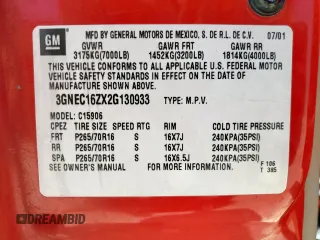 GM
MFD BY GENERAL MOTORS DE MEXICO, S. DE R.L. DE C.V. 07/01
GVWR GAWR FRT GAWR RR
3175KG(7000LB) 1452KG(3200LB) 1814KG(4000LB)
THIS VEHICLE CONFORMS TO ALL APPLICABLE U.S. FEDERAL MOTOR
VEHICLE SAFETY STANDARDS IN EFFECT ON THE DATE OF
MANUFACTURE SHOWN ABOVE.
3GNEC16ZX2G130933 TYPE: M.P.V.
MODEL: C15906
CPEZ TIRE SIZE SPEED RTG RIM COLD TIRE PRESSURE
FRT P265/70R16 S 16X7J 240KPA(35PSI)
RR P265/70R16 S 16X7J 240KPA(35PSI)
SPA P265/70R16 S 16X6.5J 240KPA(35PSI)
SEE OWNER'S MANUAL FOR MORE INFORMATION. F 106
T 385
DREAMBID